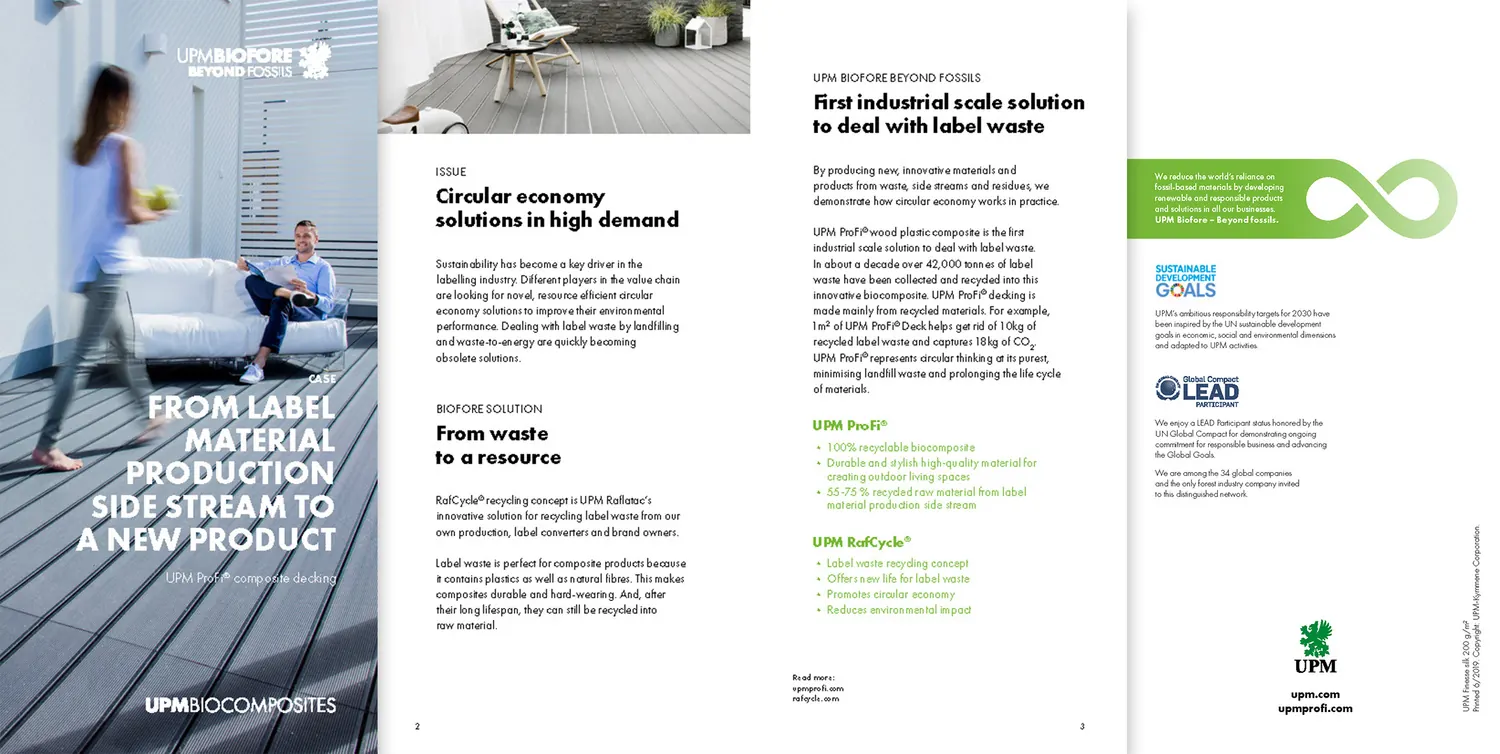 UPMBIOFORE
BEYOND FOSSILS
CASE
FROM LABEL
MATERIAL
PRODUCTION
SIDE STREAM TO
A NEW PRODUCT
UPM ProFi® composite decking
UPMBIOCOMPOSITES
1
ISSUE
Circular economy
solutions in high demand
Sustainability has become a key driver in the
labelling industry. Different players in the value chain
are looking for novel, resource efficient circular
economy solutions to improve their environmental
performance. Dealing with label waste by landfilling
and waste-to-energy are quickly becoming
obsolete solutions.
BIOFORE SOLUTION
From waste
to a resource
RafCycle® recycling concept is UPM Raflatac's
innovative solution for recycling label waste from our
own production, label converters and brand owners.
Label waste is perfect for composite products because
it contains plastics as well as natural fibres. This makes
composites durable and hard-wearing. And, after
their long lifespan, they can still be recycled into
raw material.
2
UPM BIOFORE BEYOND FOSSILS
First industrial scale solution
to deal with label waste
By producing new, innovative materials and
products from waste, side streams and residues, we
demonstrate how circular economy works in practice.
UPM ProFi® wood plastic composite is the first
industrial scale solution to deal with label waste.
In about a decade over 42,000 tonnes of label
waste have been collected and recycled into this
innovative biocomposite. UPM ProFi® decking is
made mainly from recycled materials. For example,
1m² of UPM ProFi® Deck helps get rid of 10kg of
recycled label waste and captures 18kg of CO₂.
UPM ProFi® represents circular thinking at its purest,
minimising landfill waste and prolonging the life cycle
of materials.
UPM ProFi®
• 100% recyclable biocomposite
• Durable and stylish high-quality material for
creating outdoor living spaces
• 55-75 % recycled raw material from label
material production side stream
UPM RafCycle®
• Label waste recycling concept
• Offers new life for label waste
• Promotes circular economy
• Reduces environmental impact
Read more:
upmprofi.com
rafcycle.com
3
We reduce the world's reliance on
fossil-based materials by developing
renewable and responsible products
and solutions in all our businesses.
UPM Biofore – Beyond fossils.
SUSTAINABLE
DEVELOPMENT
GOALS
UPM's ambitious responsibility targets for 2030 have
been inspired by the UN sustainable development
goals in economic, social and environmental dimensions
and adapted to UPM activities.
Global Compact
LEAD
PARTICIPANT
We enjoy a LEAD Participant status honored by the
UN Global Compact for demonstrating ongoing
commitment for responsible business and advancing
the Global Goals.
We are among the 34 global companies
and the only forest industry company invited
to this distinguished network.
UPM
upm.com
upmprofi.com
UPM Finesse silk 200 g/m²
Printed 6/2019. Copyright: UPM-Kymmene Corporation.